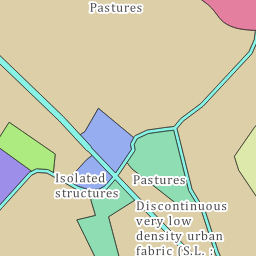 Pastures
Isolated
structures
Pastures
Discontinuous
very low
density urban
fabric (S.L. :